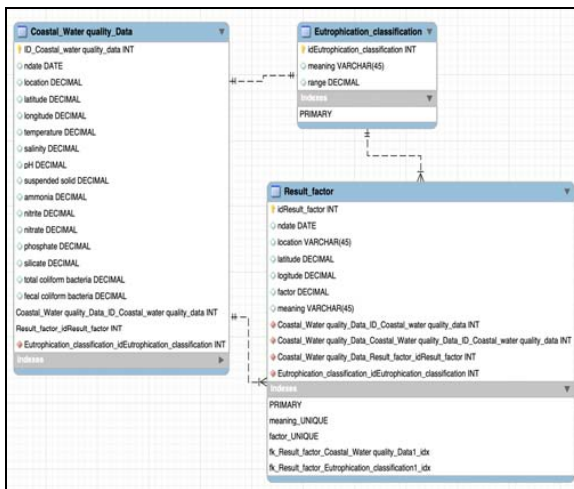 Coastal_Water quality_Data
ID_Coastal_water quality_data INT
ndate DATE
location DECIMAL
latitude DECIMAL
longitude DECIMAL
temperature DECIMAL
salinity DECIMAL
pH DECIMAL
suspended solid DECIMAL
ammonia DECIMAL
nitrite DECIMAL
nitrate DECIMAL
phosphate DECIMAL
silicate DECIMAL
total coliform bacteria DECIMAL
fecal coliform bacteria DECIMAL
Coastal_Water quality_Data_ID_Coastal_water quality_data INT
Result_factor_idResult_factor INT
Eutrophication_classification_idEutrophication_classification INT
Indexes
Eutrophication_classification
idEutrophication_classification INT
meaning VARCHAR(45)
range DECIMAL
Indexes
PRIMARY
Result_factor
idResult_factor INT
ndate DATE
location VARCHAR(45)
latitude DECIMAL
logitude DECIMAL
factor DECIMAL
meaning VARCHAR(45)
Coastal_Water quality_Data_ID_Coastal_water quality_data INT
Coastal_Water quality_Data_Coastal_Water quality_Data_ID_Coastal_water quality_data INT
Coastal_Water quality_Data_Result_factor_idResult_factor INT
Eutrophication_classification_idEutrophication_classification INT
Indexes
PRIMARY
meaning_UNIQUE
factor_UNIQUE
fk_Result_factor_Coastal_Water quality_Data1_idx
fk_Result_factor_Eutrophication_classification1_idx